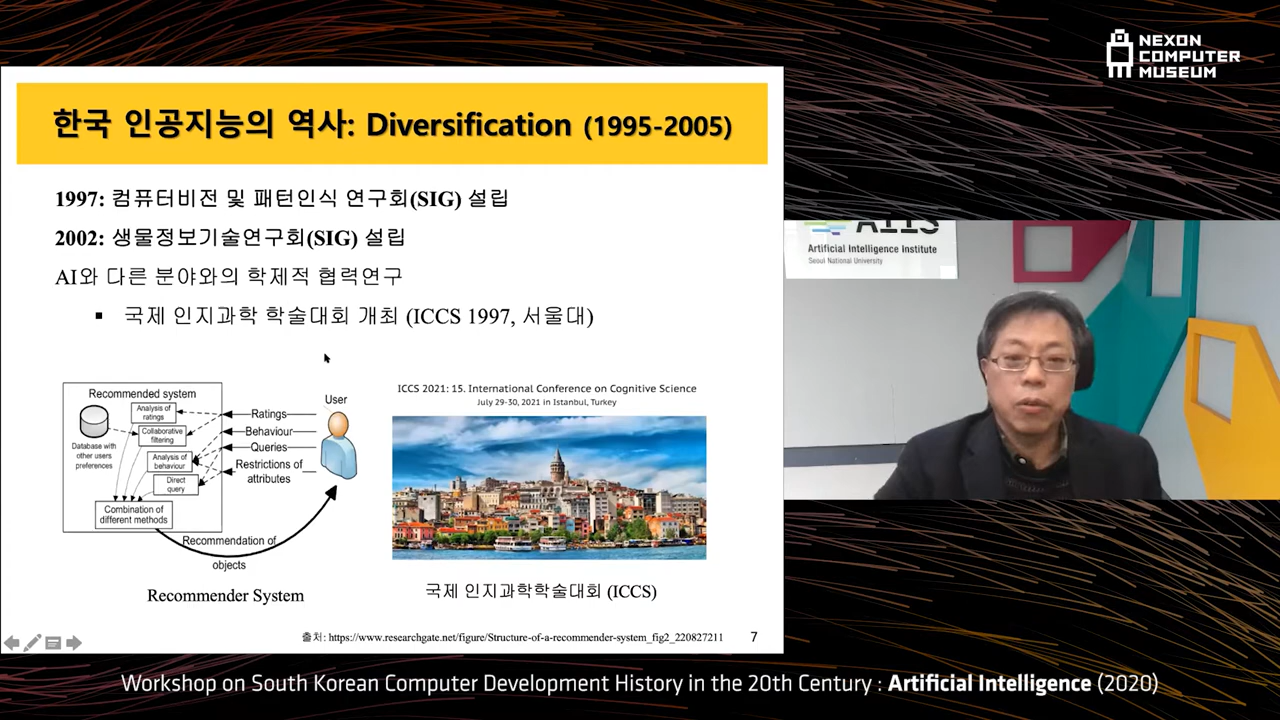 NEXON
COMPUTER
MUSEUM
한국 인공지능의 역사: Diversification (1995-2005)
1997: 컴퓨터비전 및 패턴인식 연구회(SIG) 설립
2002: 생물정보기술연구회(SIG) 설립
AI와 다른 분야와의 학제적 협력연구
▪ 국제 인지과학 학술대회 개최 (ICCS 1997, 서울대)
Recommended system
Analysis of
ratings
Collaborative
filtering
Database with
other users
preferences
Analysis of
behaviour
Direct
query
Combination of
different methods
User
Ratings
Behaviour
Queries
Restrictions of
attributes
Recommendation of
objects
Recommender System
ICCS 2021: 15. International Conference on Cognitive Science
July 29-30, 2021 in Istanbul, Turkey
국제 인지과학학술대회 (ICCS)
출처: https://www.researchgate.net/figure/Structure-of-a-recommender-system_fig2_220827211
7
AIIS
Artificial Intelligence Institute
Seoul National University
Workshop on South Korean Computer Development History in the 20th Century : Artificial Intelligence (2020)